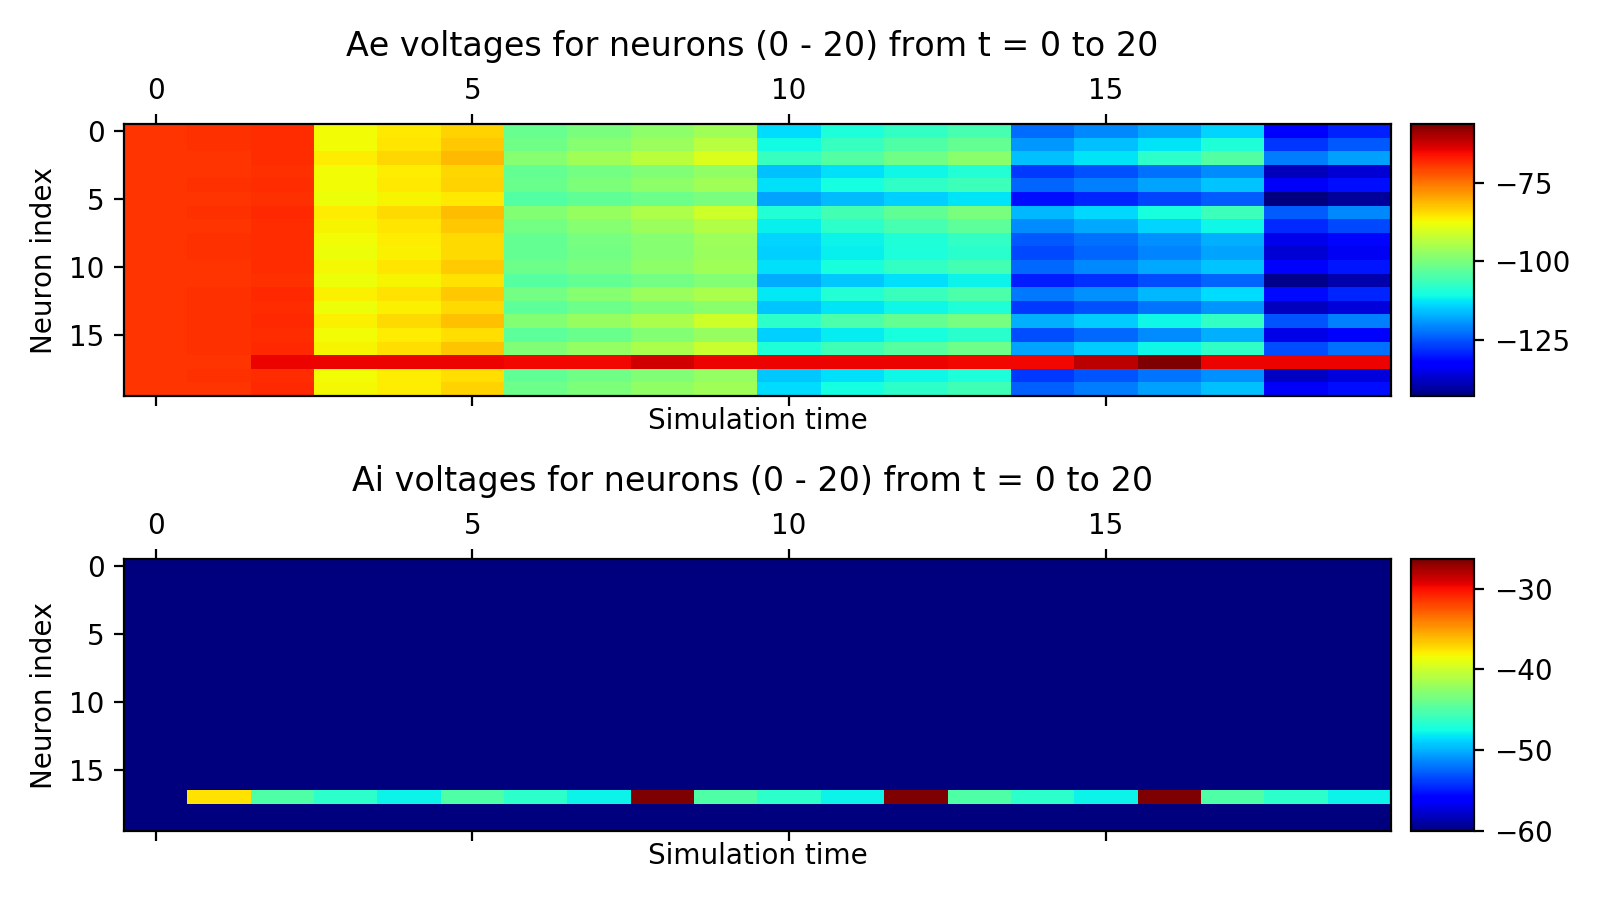 Ae voltages for neurons (0 - 20) from t = 0 to 20
0 5 10 15
Neuron index
0
5
10
15
−75
−100
−125
Simulation time
Ai voltages for neurons (0 - 20) from t = 0 to 20
0 5 10 15
Neuron index
0
5
10
15
−30
−40
−50
−60
Simulation time